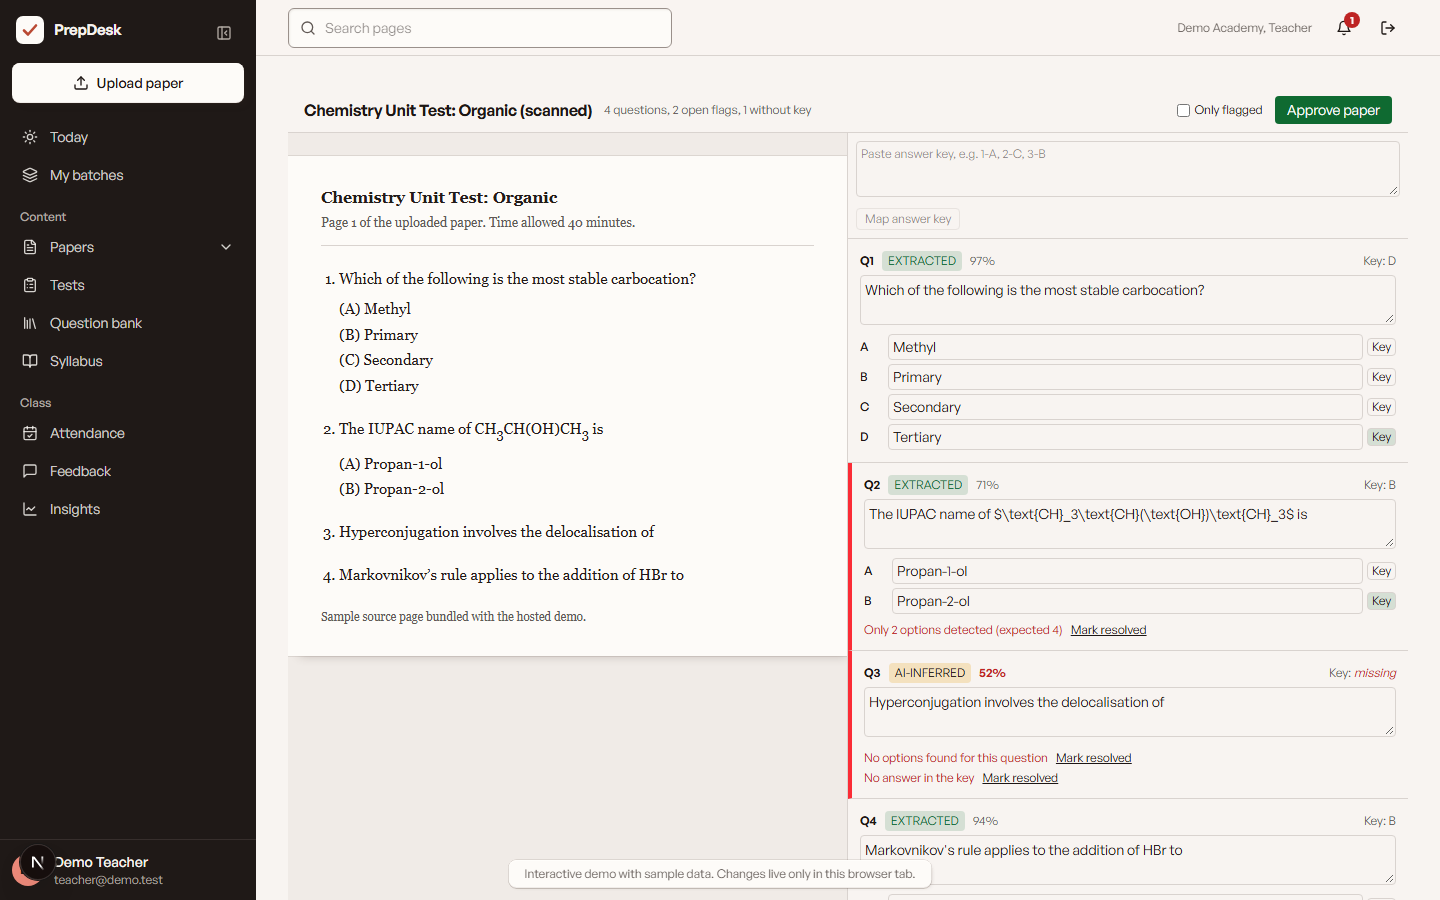 PrepDesk
Upload paper
Today
My batches
Content
Papers
Tests
Question bank
Syllabus
Class
Attendance
Feedback
Insights
N
Demo Teacher
teacher@demo.test
Search pages
Demo Academy, Teacher
1
Chemistry Unit Test: Organic (scanned)
4 questions, 2 open flags, 1 without key
Only flagged
Approve paper
Chemistry Unit Test: Organic
Page 1 of the uploaded paper. Time allowed 40 minutes.
1. Which of the following is the most stable carbocation?
(A) Methyl
(B) Primary
(C) Secondary
(D) Tertiary
2. The IUPAC name of CH₃CH(OH)CH₃ is
(A) Propan-1-ol
(B) Propan-2-ol
3. Hyperconjugation involves the delocalisation of
4. Markovnikov's rule applies to the addition of HBr to
Sample source page bundled with the hosted demo.
Paste answer key, e.g. 1-A, 2-C, 3-B
Map answer key
Q1 EXTRACTED 97% Key: D
Which of the following is the most stable carbocation?
A Methyl Key
B Primary Key
C Secondary Key
D Tertiary Key
Q2 EXTRACTED 71% Key: B
The IUPAC name of $\text{CH}_3\text{CH}(\text{OH})\text{CH}_3$ is
A Propan-1-ol Key
B Propan-2-ol Key
Only 2 options detected (expected 4) Mark resolved
Q3 AI-INFERRED 52% Key: missing
Hyperconjugation involves the delocalisation of
No options found for this question Mark resolved
No answer in the key Mark resolved
Q4 EXTRACTED 94% Key: B
Markovnikov's rule applies to the addition of HBr to
Interactive demo with sample data. Changes live only in this browser tab.